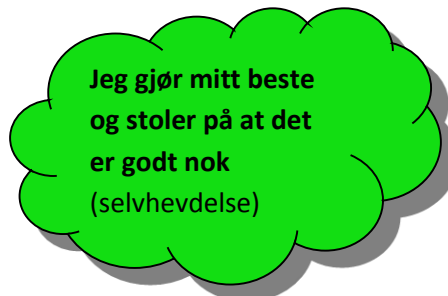 Jeg gjør mitt beste
og stoler på at det
er godt nok
(selvhevdelse)